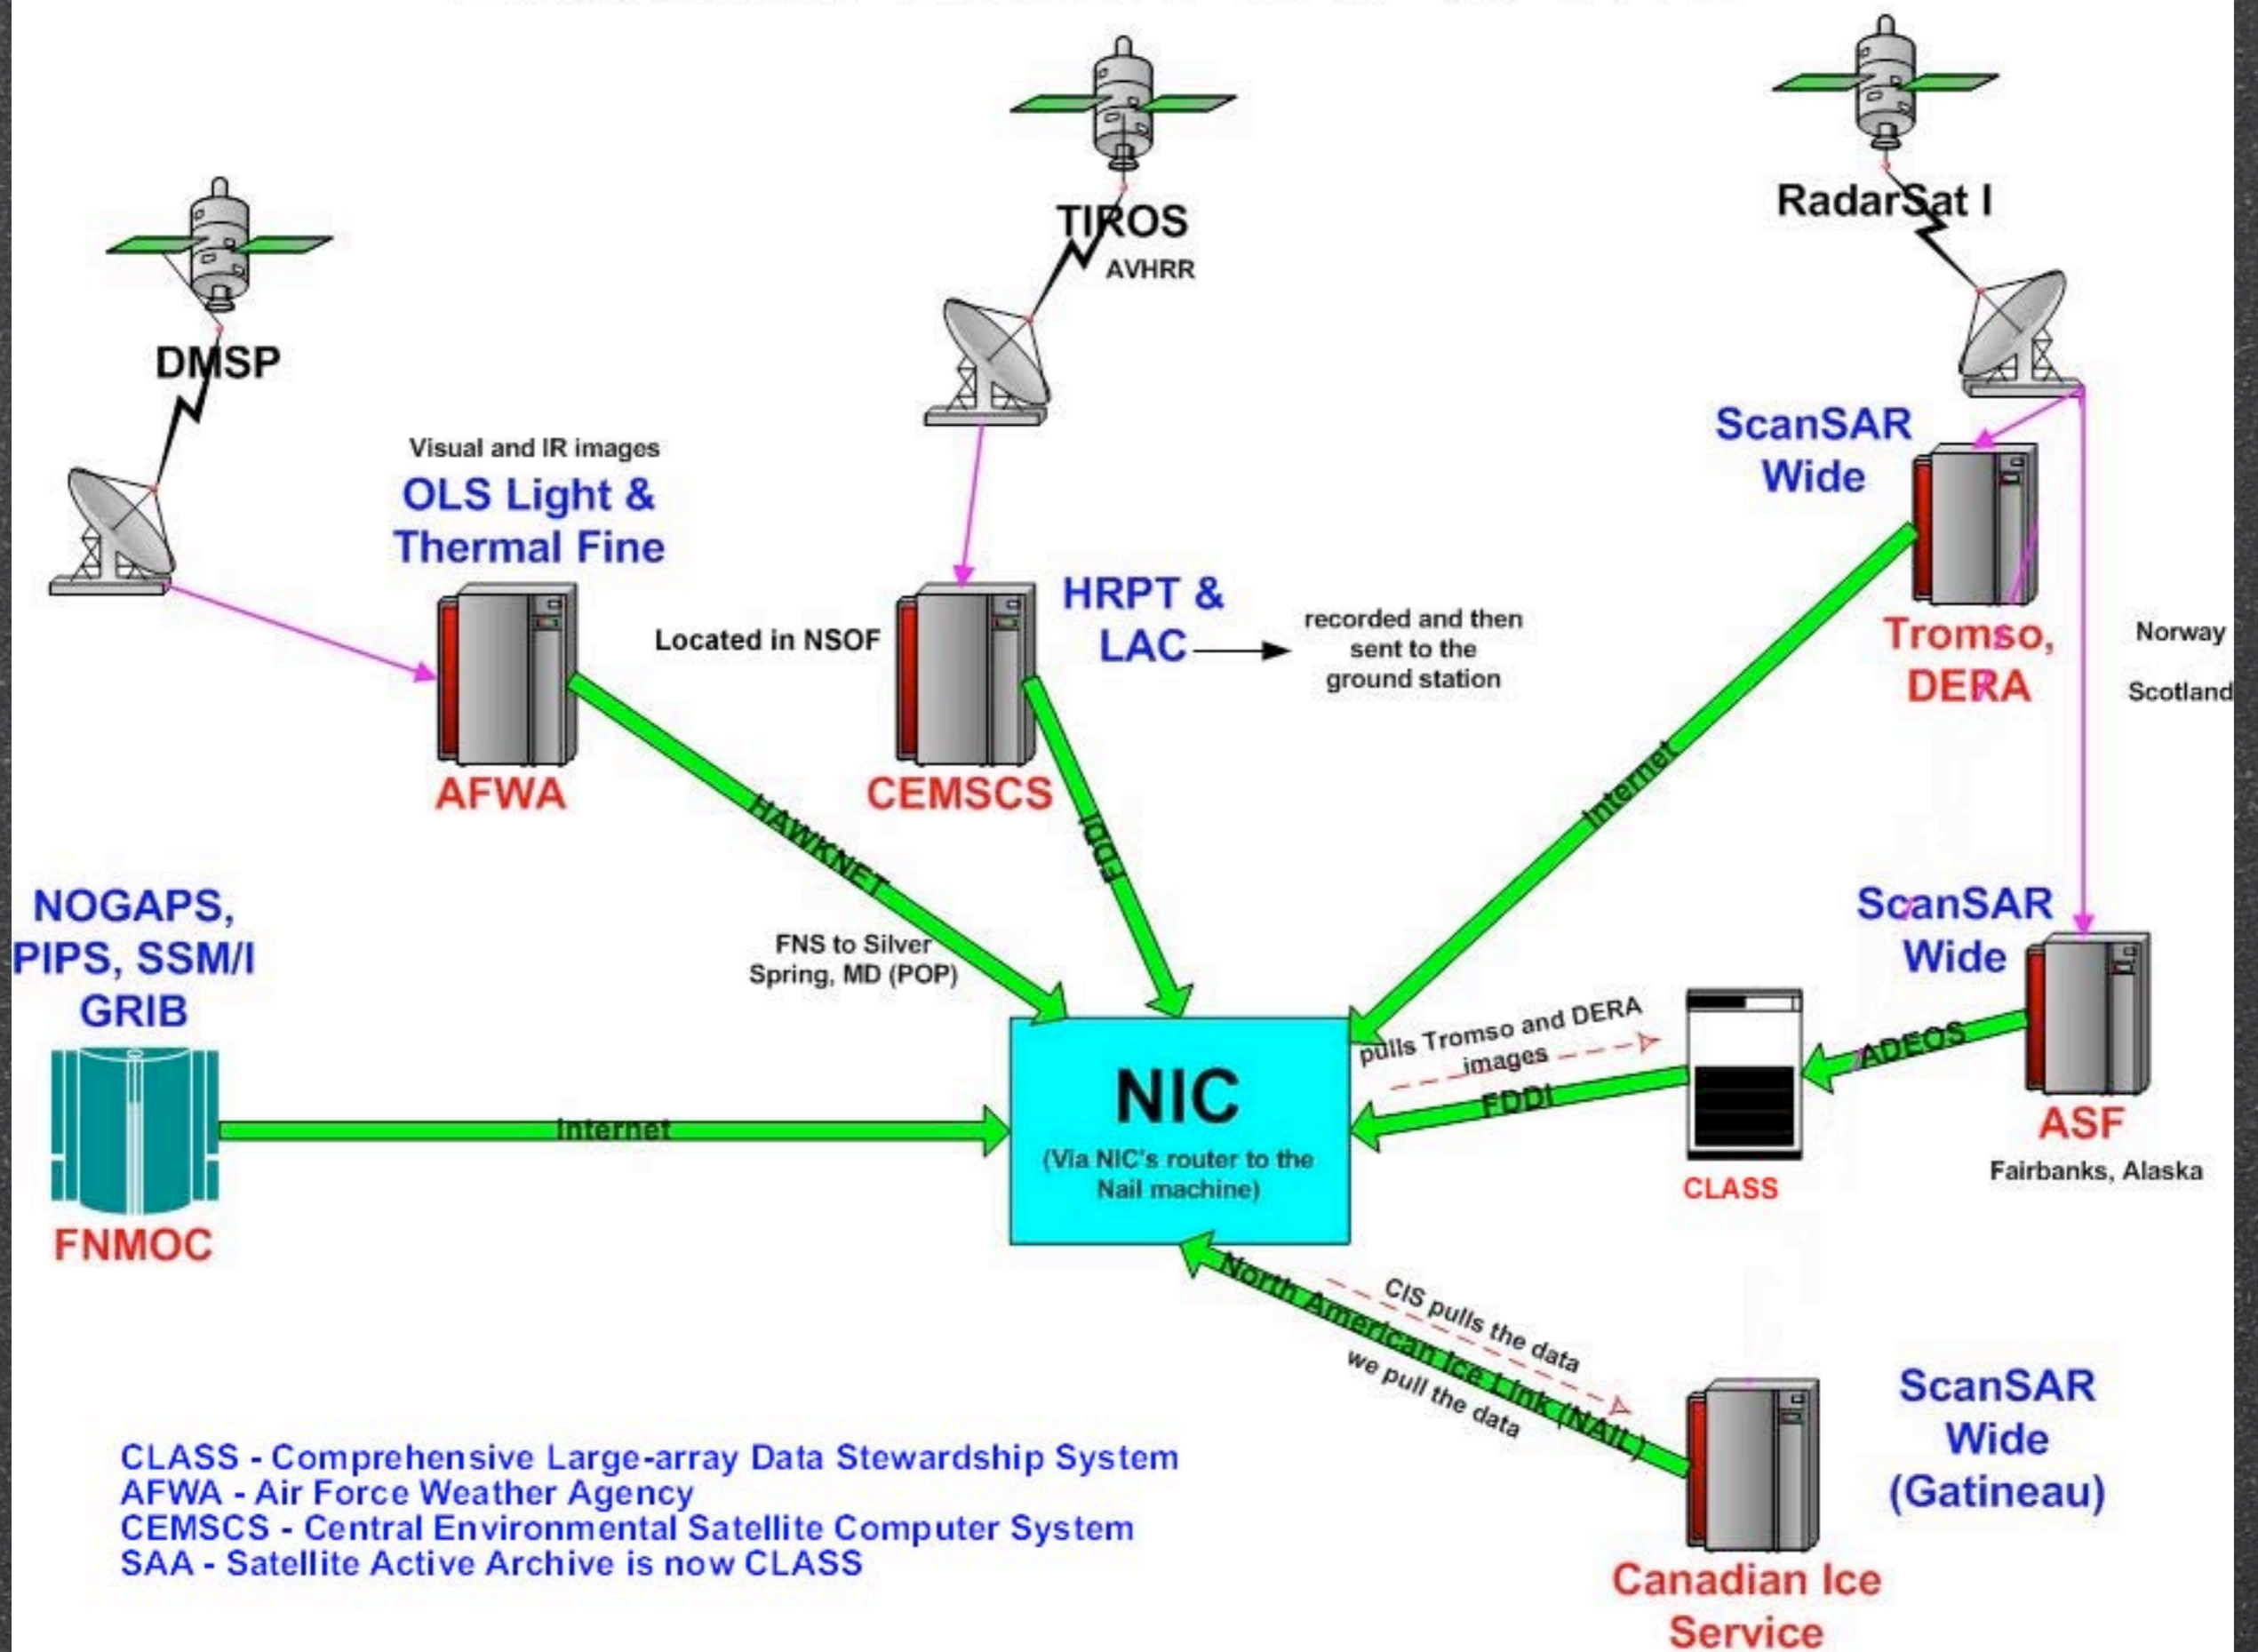 TIROS
AVHRR
RadarSat I
DMSP
Visual and IR images
OLS Light &
Thermal Fine
ScanSAR
Wide
Located in NSOF
HRPT &
LAC
recorded and then
sent to the
ground station
Tromso,
DERA
Norway
Scotland
AFWA
CEMSCS
HAWKNET
FDDI
Internet
FNS to Silver
Spring, MD (POP)
NOGAPS,
PIPS, SSM/I
GRIB
FNMOC
Internet
NIC
(Via NIC's router to the
Nail machine)
pulls Tromso and DERA
images
FDDI
CLASS
ScanSAR
Wide
ADEOS
ASF
Fairbanks, Alaska
CIS pulls the data
North American Ice Link (NAIL)
we pull the data
ScanSAR
Wide
(Gatineau)
Canadian Ice
Service
CLASS - Comprehensive Large-array Data Stewardship System
AFWA - Air Force Weather Agency
CEMSCS - Central Environmental Satellite Computer System
SAA - Satellite Active Archive is now CLASS